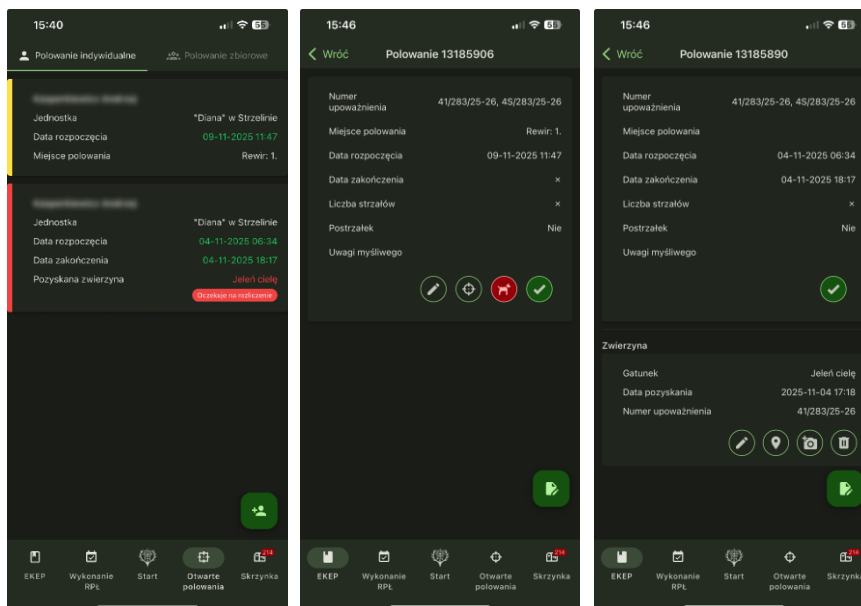 15:40
59
Polowanie indywidualne
Polowanie zbiorowe
Jednostka
"Diana" w Strzelinie
Data rozpoczęcia
09-11-2025 11:47
Miejsce polowania
Rewir: 1.
Jednostka
"Diana" w Strzelinie
Data rozpoczęcia
04-11-2025 06:34
Data zakończenia
04-11-2025 18:17
Pozyskana zwierzyna
Jeleń cielę
Oczekuje na rozliczenie
EKEP
Wykonanie
RPŁ
Start
Otwarte
polowania
214
Skrzynka
15:46
Wróć
Polowanie 13185906
Numer
upoważnienia
41/283/25-26, 45/283/25-26
Miejsce polowania
Rewir: 1.
Data rozpoczęcia
09-11-2025 11:47
Data zakończenia
×
Liczba strzałów
×
Postrzałek
Nie
Uwagi myśliwego
EKEP
Wykonanie
RPŁ
Start
Otwarte
polowania
214
Skrzynka
15:46
Wróć
Polowanie 13185890
Numer
upoważnienia
41/283/25-26, 45/283/25-26
Miejsce polowania
Data rozpoczęcia
04-11-2025 06:34
Data zakończenia
04-11-2025 18:17
Liczba strzałów
×
Postrzałek
Nie
Uwagi myśliwego
Zwierzyna
Gatunek
Jeleń cielę
Data pozyskania
2025-11-04 17:18
Numer upoważnienia
41/283/25-26
EKEP
Wykonanie
RPŁ
Start
Otwarte
polowania
214
Skrzynka